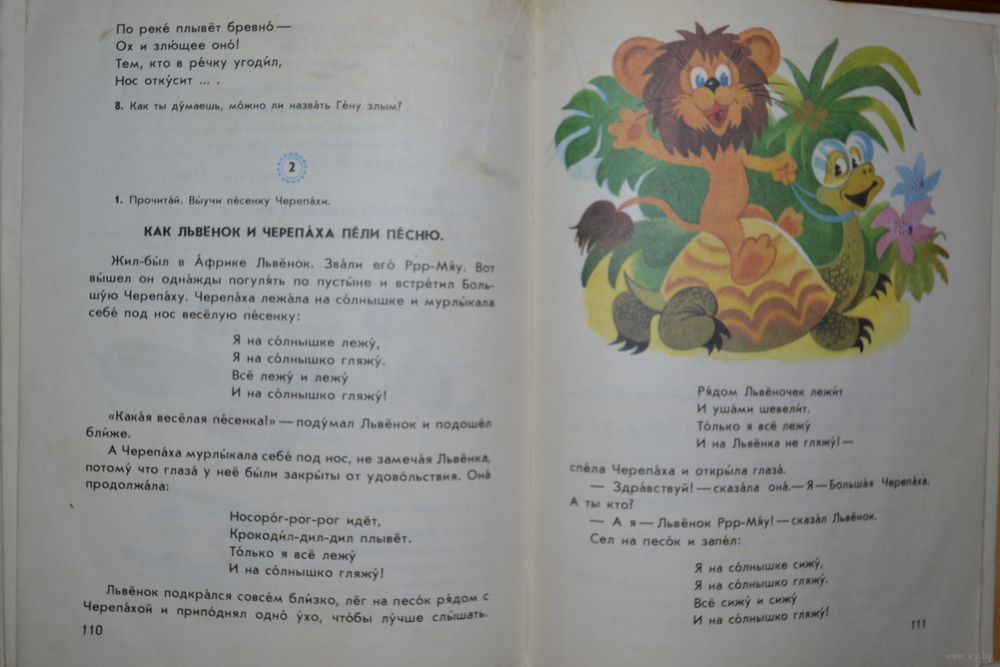 По реке́ плывёт бревно́ —
Ох и злю́щее оно́!
Тем, кто в ре́чку угоди́л,
Нос отку́сит ... .
8. Как ты ду́маешь, мо́жно ли назва́ть Ге́ну злым?
2
1. Прочита́й. Вы́учи пе́сенку Черепа́хи.
КАК ЛЬВЁНОК И ЧЕРЕПА́ХА ПЕ́ЛИ ПЕ́СНЮ.
Жил-бы́л в А́фрике Львёнок. Зва́ли его́ Ррр-Мя́у. Вот
вы́шел он одна́жды погуля́ть по пусты́не и встре́тил Боль-
шу́ю Черепа́ху. Черепа́ха лежа́ла на со́лнышке и мурлы́кала
себе́ под нос весёлую пе́сенку:
Я на со́лнышке лежу́,
Я на со́лнышко гляжу́.
Всё лежу́ и лежу́
И на со́лнышко гляжу́!
«Кака́я весёлая пе́сенка!» — поду́мал Львёнок и подошёл
бли́же.
А Черепа́ха мурлы́кала себе́ под нос, не замеча́я Львёнка,
потому́ что глаза́ у неё бы́ли закры́ты от удово́льствия. Она́
продолжа́ла:
Носоро́г-рог-рог идёт,
Крокоди́л-дил-дил плывёт.
То́лько я всё лежу́
И на со́лнышко гляжу́!
Львёнок подкра́лся совсе́м бли́зко, лёг на песо́к ря́дом с
Черепа́хой и приподня́л одно́ у́хо, что́бы лу́чше слы́шать.
110
Ря́дом Львёночек лежи́т
И уша́ми шевели́т.
То́лько я всё лежу́
И на Львёнка не гляжу́! —
спе́ла Черепа́ха и откры́ла глаза́.
— Здра́вствуй! — сказа́ла она́. — Я — Больша́я Черепа́ха.
А ты кто?
— А я — Львёнок Ррр-Мя́у! — сказа́л Львёнок.
Сел на песо́к и запе́л:
Я на со́лнышке сижу́,
Я на со́лнышко гляжу́.
Всё сижу́ и сижу́
И на со́лнышко гляжу́!
111
www.ay.by